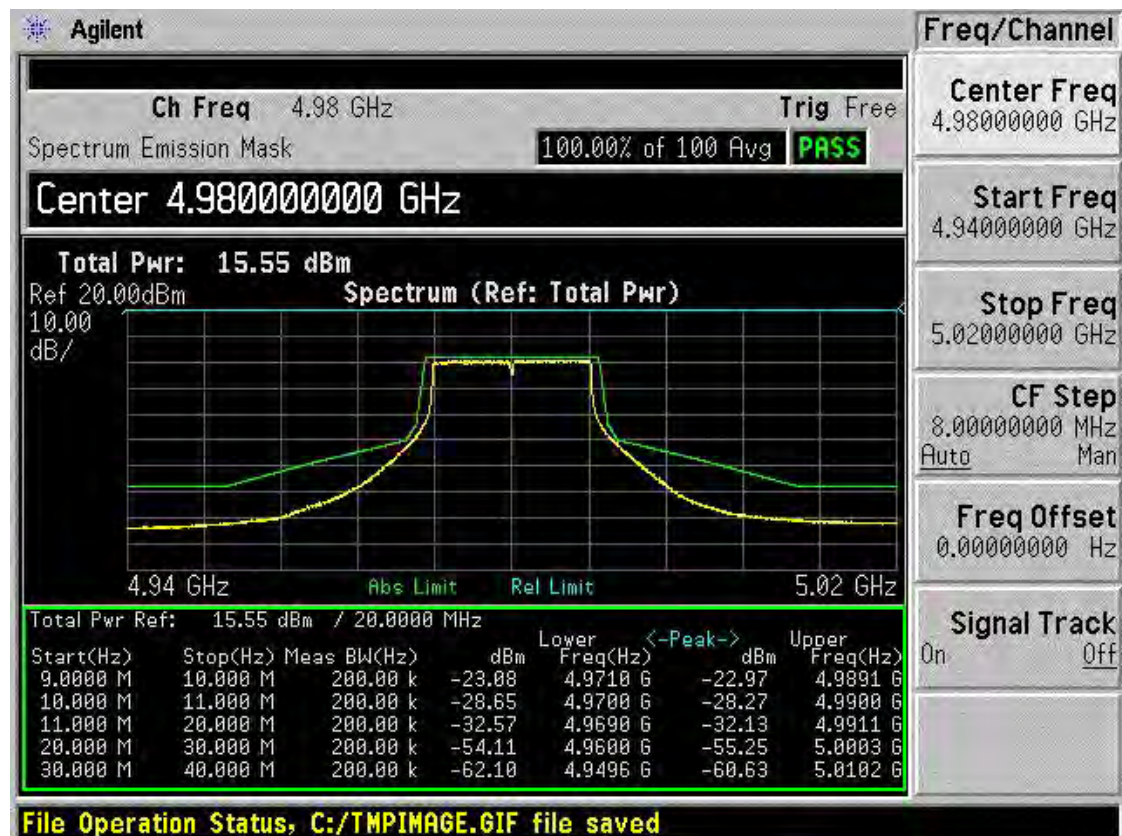 Agilent
Freq/Channel
Ch Freq 4.98 GHz Trig Free
Spectrum Emission Mask 100.00% of 100 Avg PASS
Center 4.980000000 GHz
Total Pwr: 15.55 dBm
Ref 20.00dBm Spectrum (Ref: Total Pwr)
10.00
dB/
4.94 GHz Abs Limit Rel Limit 5.02 GHz
Total Pwr Ref: 15.55 dBm / 20.0000 MHz
Lower <-Peak-> Upper
Start(Hz) Stop(Hz) Meas BW(Hz) dBm Freq(Hz) dBm Freq(Hz)
9.0000 M 10.000 M 200.00 k -23.08 4.9710 G -22.97 4.9891 G
10.000 M 11.000 M 200.00 k -28.65 4.9700 G -28.27 4.9900 G
11.000 M 20.000 M 200.00 k -32.57 4.9690 G -32.13 4.9911 G
20.000 M 30.000 M 200.00 k -54.11 4.9600 G -55.25 5.0003 G
30.000 M 40.000 M 200.00 k -62.10 4.9496 G -60.63 5.0102 G
Center Freq
4.98000000 GHz
Start Freq
4.94000000 GHz
Stop Freq
5.02000000 GHz
CF Step
8.00000000 MHz
Auto Man
Freq Offset
0.00000000 Hz
Signal Track
On Off
File Operation Status, C:/TMPIMAGE.GIF file saved